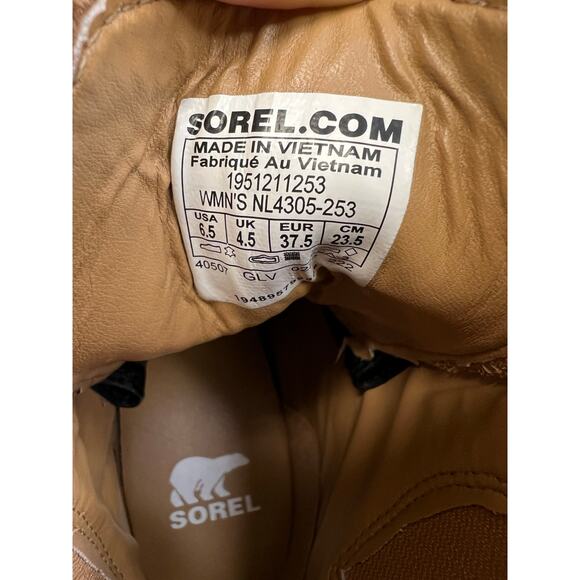 SOREL.COM
MADE IN VIETNAM
Fabriqué Au Vietnam
1951211253
WMN'S NL4305-253
USA UK EUR CM
6.5 4.5 37.5 23.5
40507 GLV
SOREL